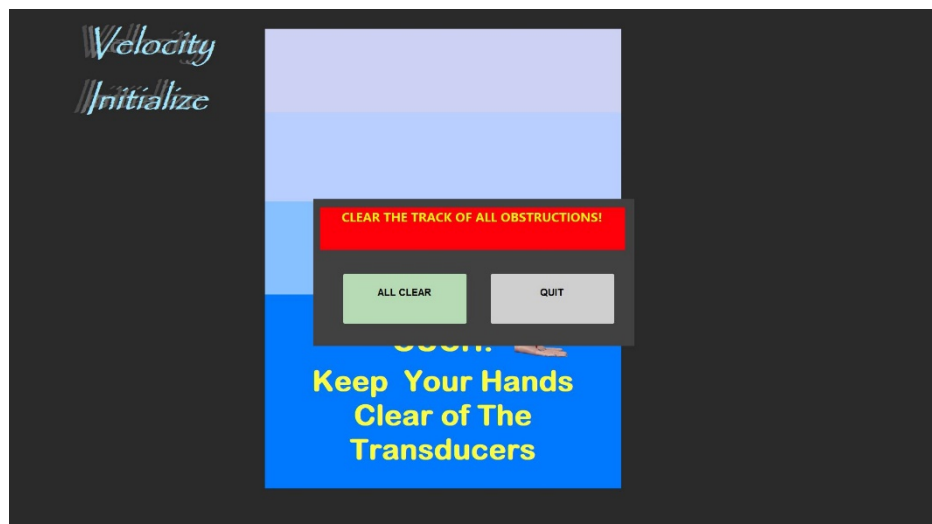 Velocity
Initialize
CLEAR THE TRACK OF ALL OBSTRUCTIONS!
ALL CLEAR
QUIT
Keep Your Hands
Clear of The
Transducers